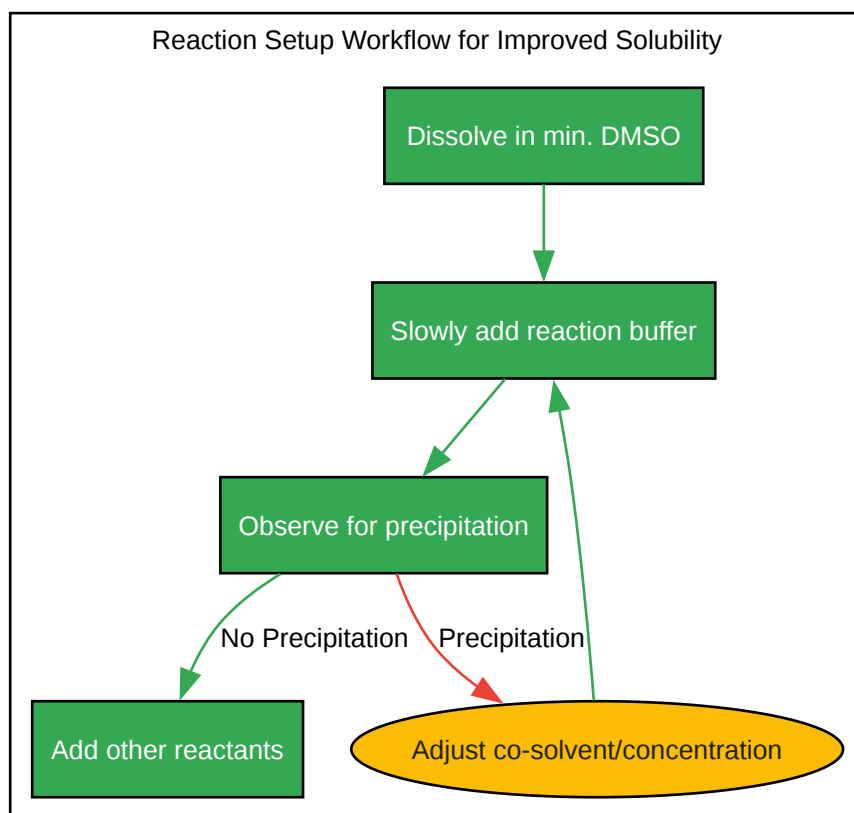 Reaction Setup Workflow for Improved Solubility
Dissolve in min. DMSO
Slowly add reaction buffer
Observe for precipitation
No Precipitation
Precipitation
Add other reactants
Adjust co-solvent/concentration